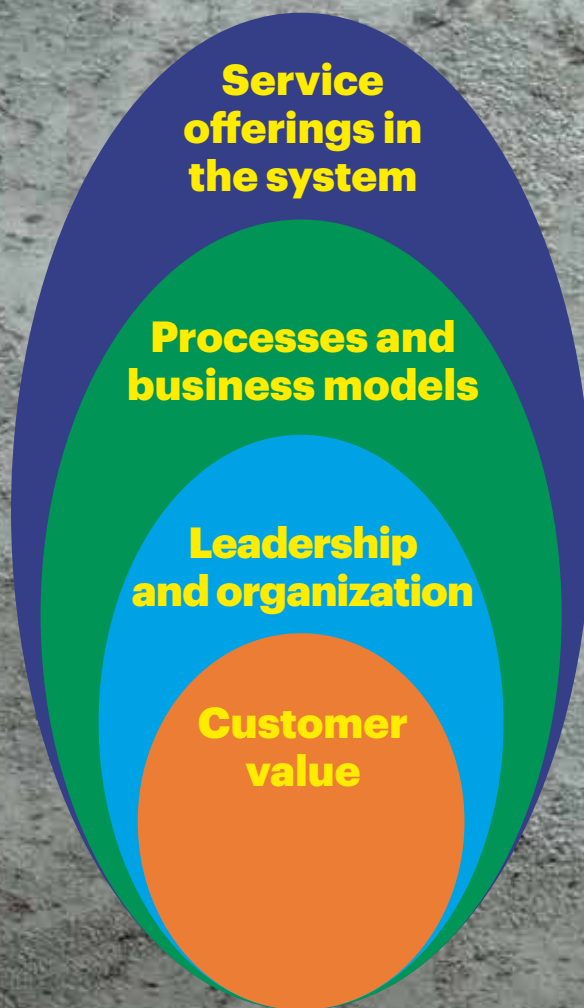 Service
offerings in
the system
Processes and
business models
Leadership
and organization
Customer
value